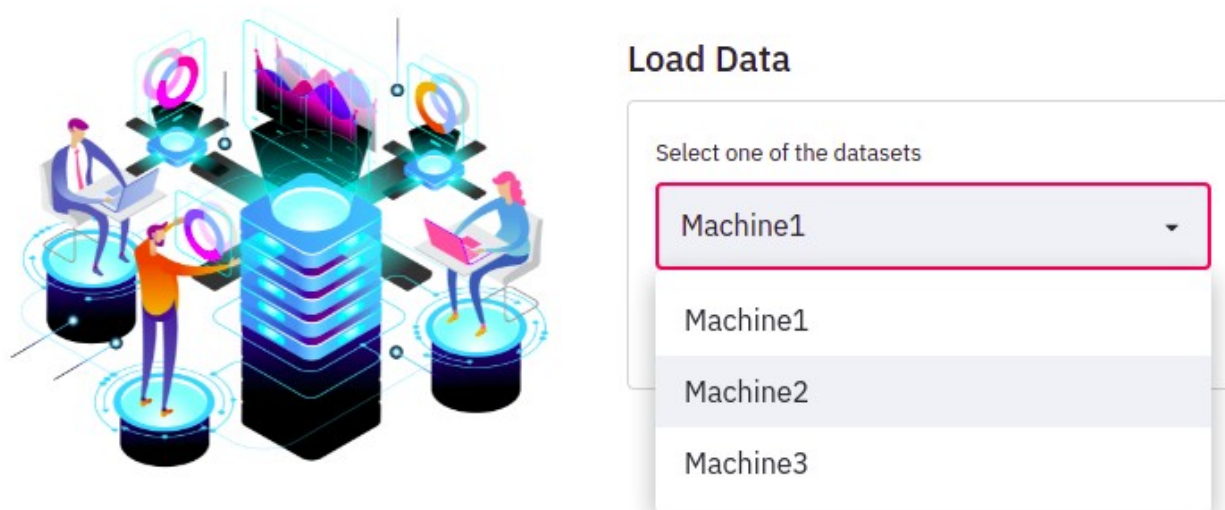 Load Data
Select one of the datasets
Machine1
Machine1
Machine2
Machine3